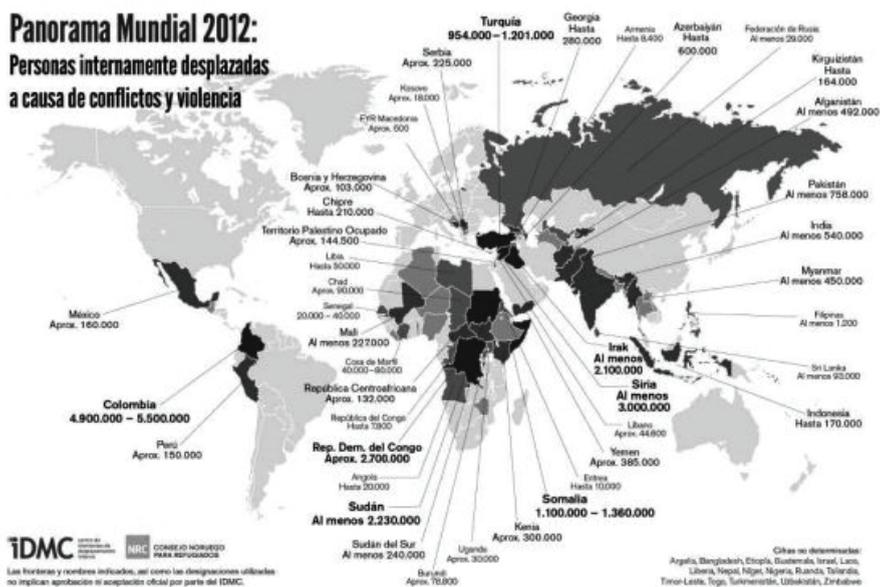 Panorama Mundial 2012:
Personas internamente desplazadas
a causa de conflictos y violencia
Turquía
954.000 – 1.201.000
Georgia
Hasta
280.000
Armenia
Hasta 8,400
Azerbaiyán
Hasta
600.000
Federación de Rusia
Al menos 29.000
Kirguizistán
Hasta
164.000
Afganistán
Al menos 492.000
Serbia
Aprox. 225.000
Kosovo
Aprox. 18.000
FYR Macedonia
Aprox. 600
Bosnia y Herzegovina
Aprox. 103.000
Chipre
Hasta 210.000
Territorio Palestino Ocupado
Aprox. 144.500
Libia
Hasta 50.000
Chad
Aprox. 90.000
Senegal
20.000 – 40.000
Mali
Al menos 227.000
Cosa de Marfil
40.000–80.000
República Centroafricana
Aprox. 132.000
República del Congo
Hasta 7.800
Rep. Dem. del Congo
Aprox. 2.700.000
Angola
Hasta 20.000
Sudán
Al menos 2.230.000
Sudán del Sur
Al menos 240.000
Burundi
Aprox. 78.800
Uganda
Aprox. 30.000
Kenia
Aprox. 300.000
Somalia
1.100.000 – 1.360.000
Eritrea
Hasta 10.000
Yemen
Aprox. 385.000
Líbano
Aprox. 44.600
Siria
Al menos
3.000.000
Irak
Al menos
2.100.000
Pakistán
Al menos 758.000
India
Al menos 540.000
Myanmar
Al menos 450.000
Filipinas
Al menos 1.200
Sri Lanka
Al menos 93.000
Indonesia
Hasta 170.000
México
Aprox. 160.000
Colombia
4.900.000 – 5.500.000
Perú
Aprox. 150.000
iDMC
NRC
CONSEJO NORUEGO
PARA REFUGIADOS
Las fronteras y nombres indicados, así como las designaciones utilizadas
no implican aprobación ni aceptación oficial por parte del IDMC.
Cifras no determinadas:
Argelia, Bangladesh, Etiopía, Guatemala, Israel, Laos,
Liberia, Nepal, Níger, Nigeria, Ruanda, Tailandia,
Timor-Leste, Togo, Turkmenistán, Uzbekistán, Zimbabwe